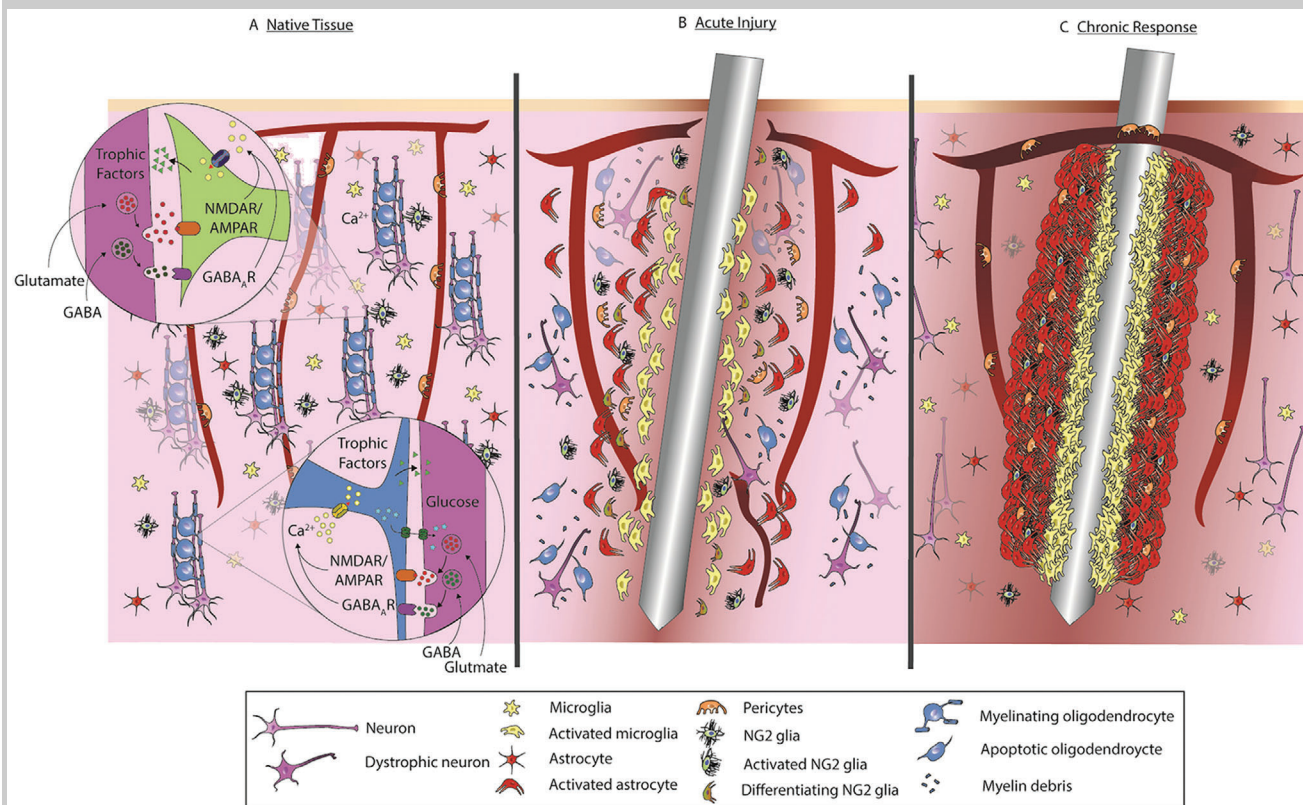 A Native Tissue
B Acute Injury
C Chronic Response
Trophic
Factors
NMDAR/
AMPAR
GABAAR
Glutamate
GABA
Ca2+
Trophic
Factors
Glucose
Ca2+
NMDAR/
AMPAR
GABAAR
GABA
Glutmate
Neuron
Dystrophic neuron
Microglia
Activated microglia
Astrocyte
Activated astrocyte
Pericytes
NG2 glia
Activated NG2 glia
Differentiating NG2 glia
Myelinating oligodendrocyte
Apoptotic oligodendroycte
Myelin debris